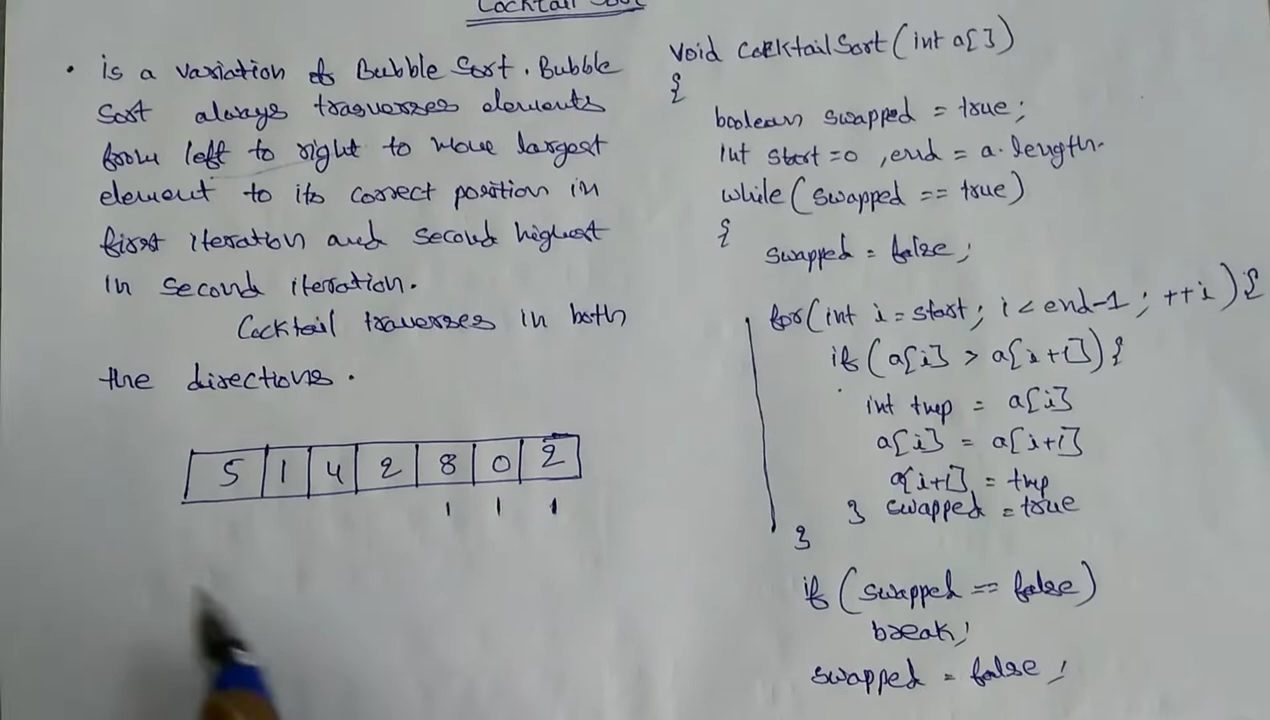 Cocktail Sort
• is a variation of Bubble Sort. Bubble
Sort always traverses elements
from left to right to move largest
element to its correct position in
first iteration and second highest
in second iteration.
Cocktail traverses in both
the directions.
5 1 4 2 8 0 2
void CocktailSort(int a[])
{
boolean swapped = true;
int start=0 ,end = a.length.
while(swapped == true)
{
swapped = false;
for(int i=start; i<end-1; ++i){
if(a[i] > a[i+1]){
int tmp = a[i]
a[i] = a[i+1]
a[i+1] = tmp
} swapped = true
}
if(swapped == false)
break;
swapped = false;